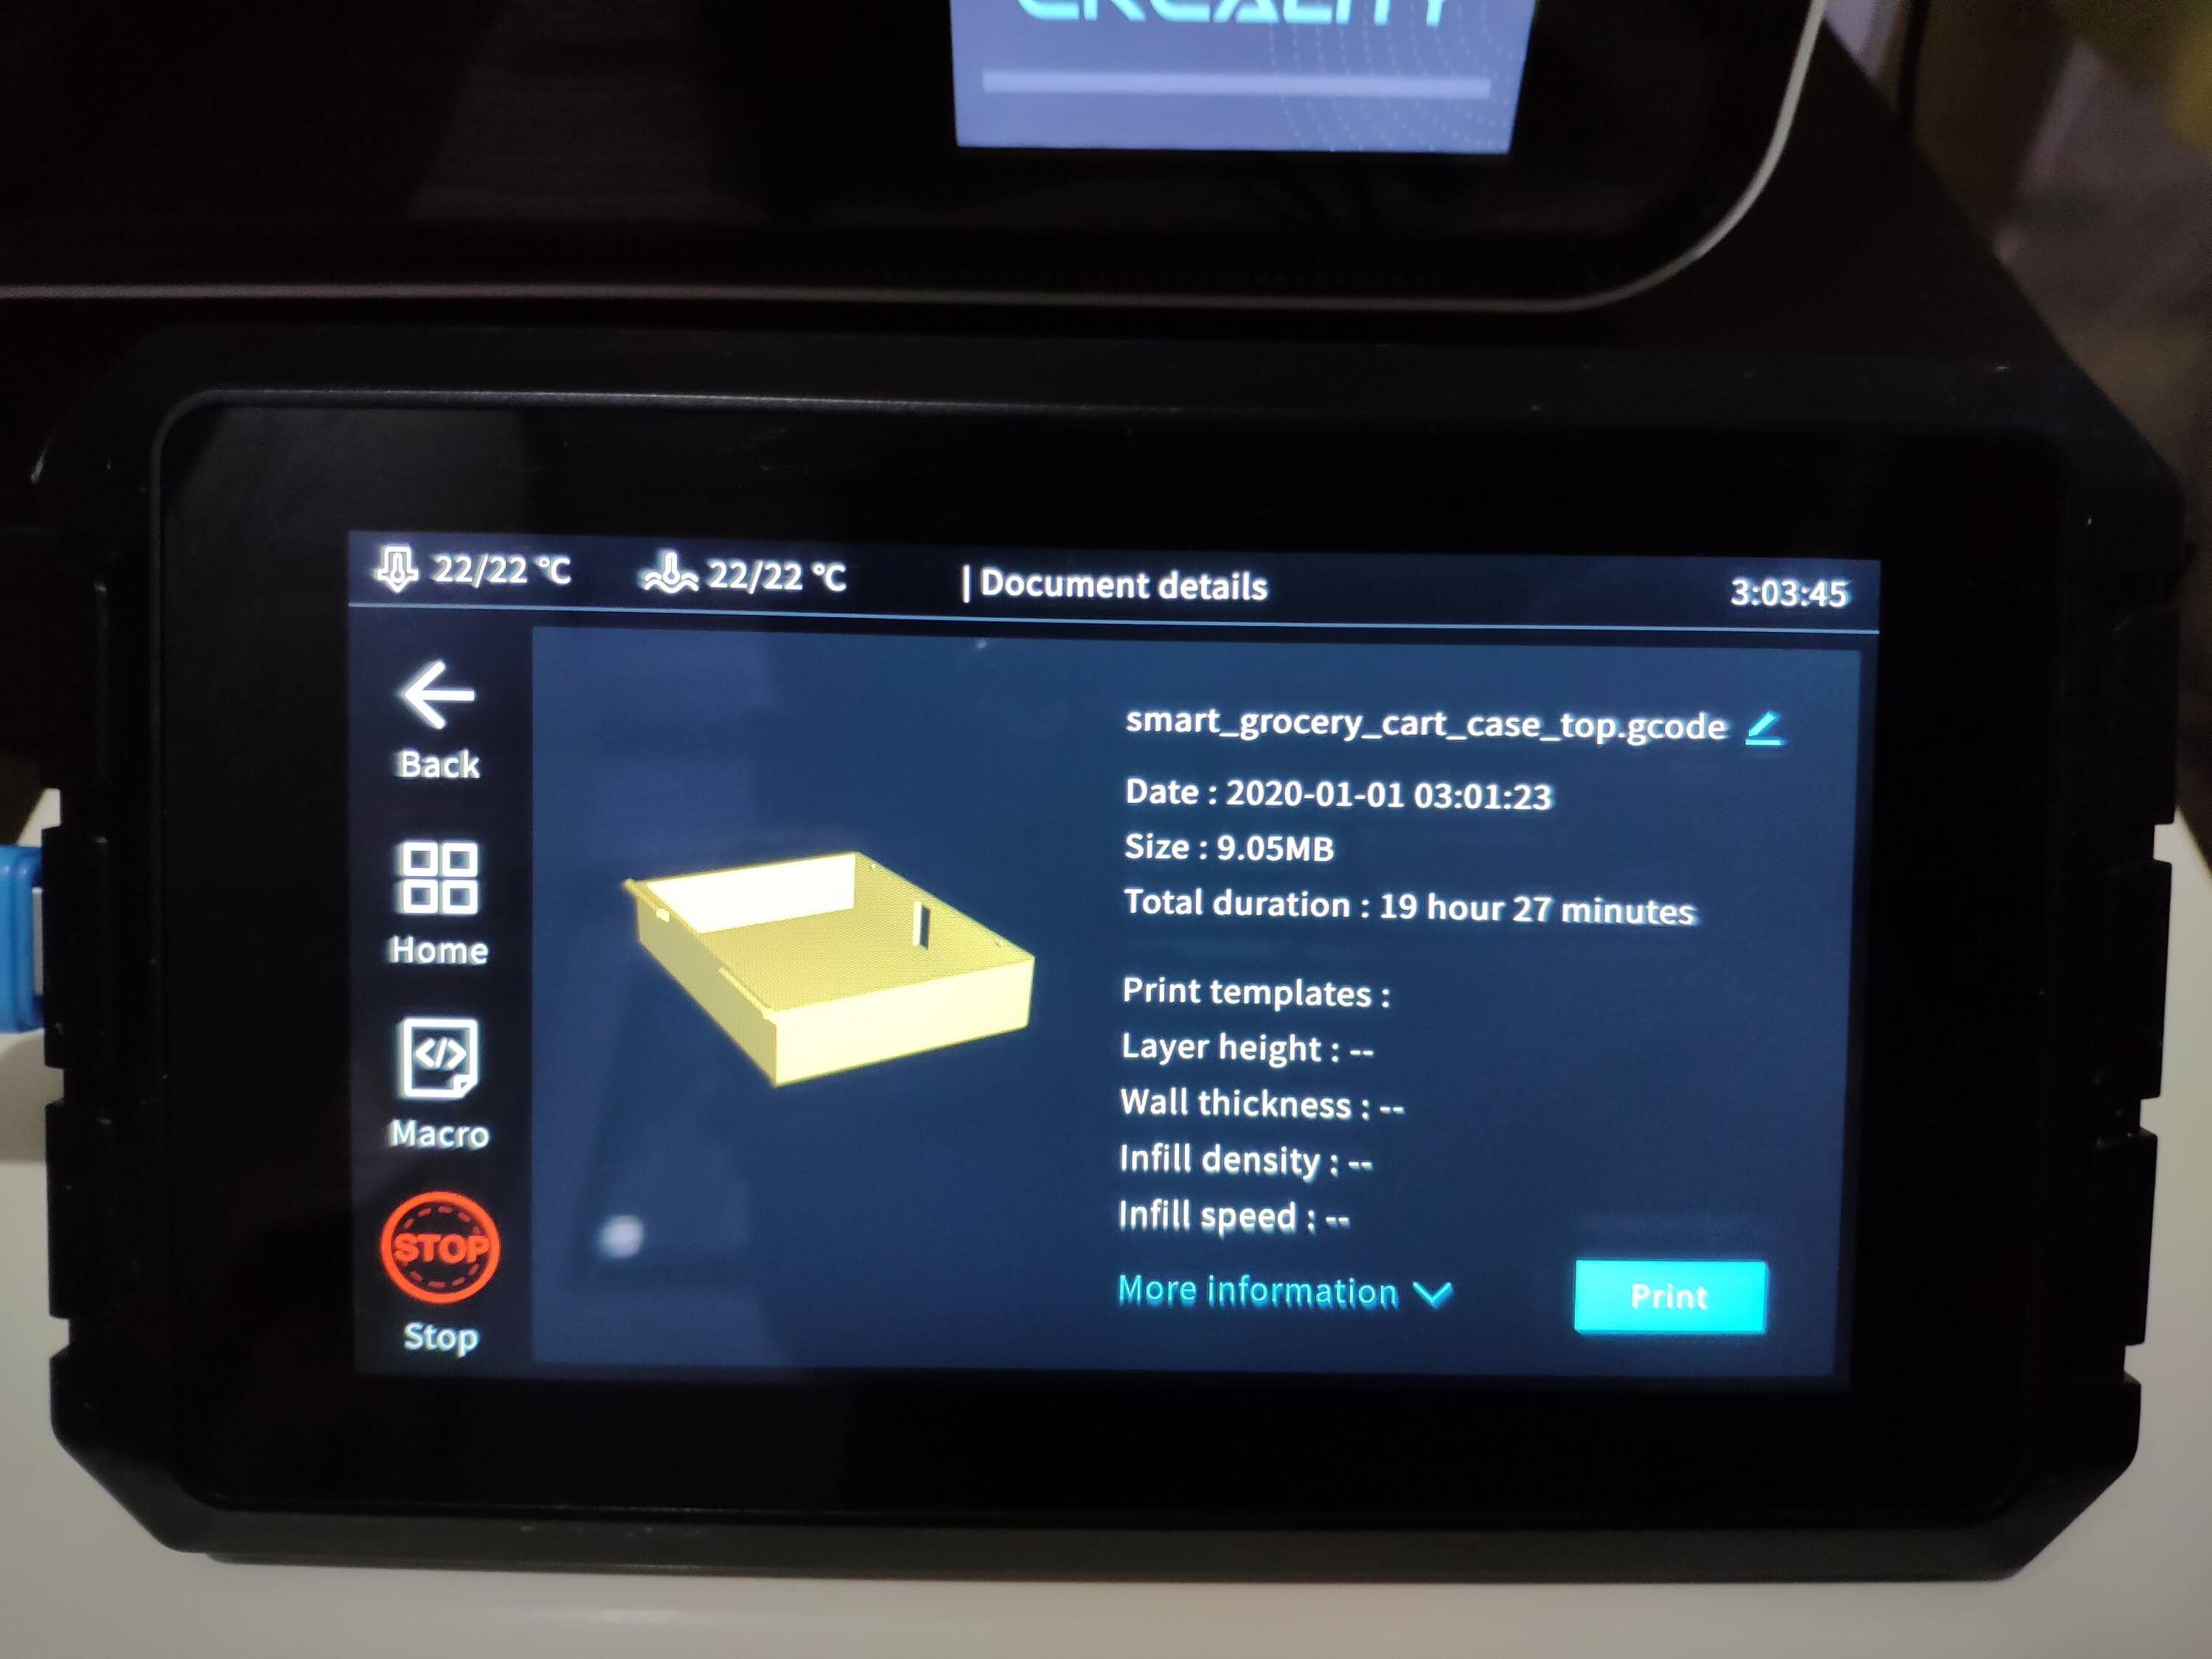 CREALITY
22/22 °C 22/22 °C | Document details 3:03:45
Back
Home
Macro
STOP
Stop
smart_grocery_cart_case_top.gcode
Date : 2020-01-01 03:01:23
Size : 9.05MB
Total duration : 19 hour 27 minutes
Print templates :
Layer height : --
Wall thickness : --
Infill density : --
Infill speed : --
More information
Print